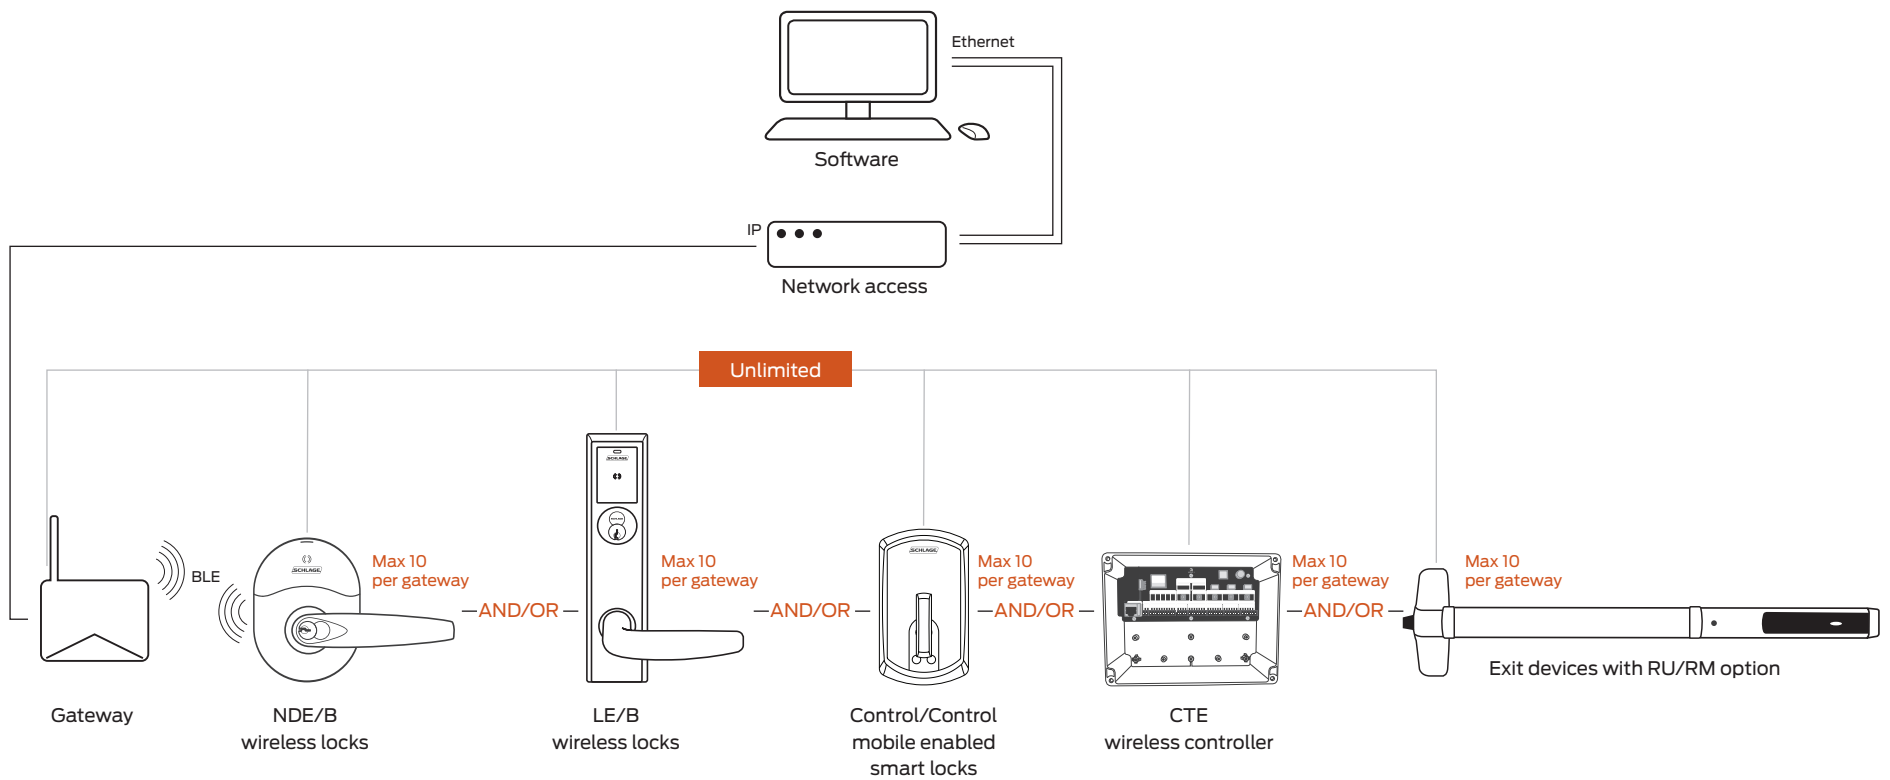 Ethernet
Software
IP
Network access
Unlimited
SCHLAGE
BLE
SCHLAGE
Max 10
per gateway
AND/OR
Max 10
per gateway
AND/OR
SCHLAGE
Max 10
per gateway
AND/OR
Max 10
per gateway
AND/OR
Max 10
per gateway
Exit devices with RU/RM option
Gateway
NDE/B
wireless locks
LE/B
wireless locks
Control/Control
mobile enabled
smart locks
CTE
wireless controller